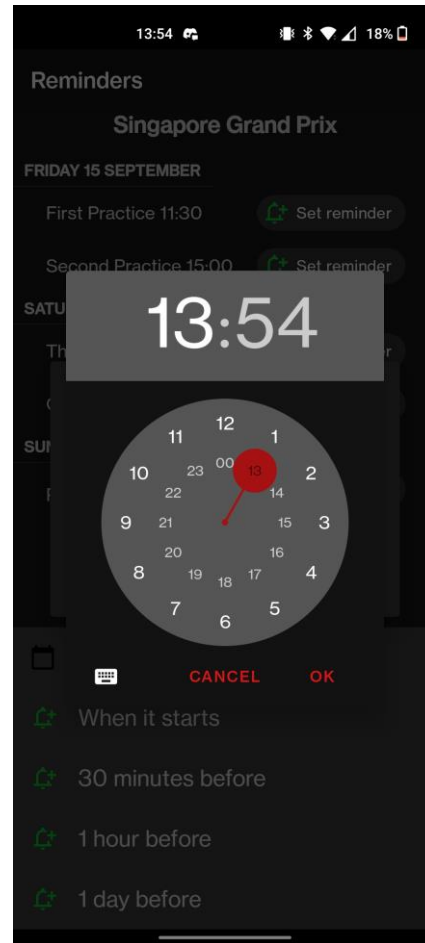 13:54 18%
Reminders
Singapore Grand Prix
FRIDAY 15 SEPTEMBER
First Practice 11:30 Set reminder
Second Practice 15:00 Set reminder
SATU
13:54
Th r
SUN
12
11 1
00
23 13
10 2
22 14
9 21 15 3
20 16
8 4
19 17
18
7 5
6
CANCEL OK
When it starts
30 minutes before
1 hour before
1 day before